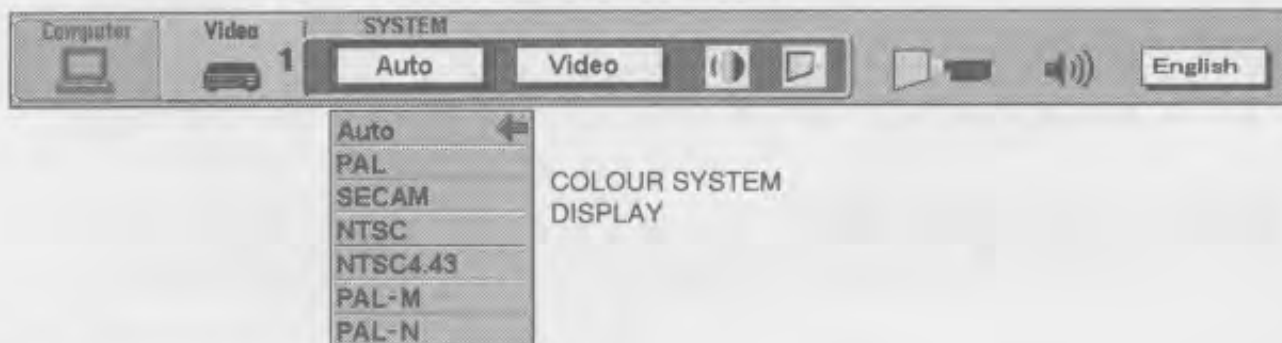 Computer Video 1 SYSTEM
Auto Video English
Auto
PAL
SECAM
NTSC
NTSC4.43
PAL-M
PAL-N
COLOUR SYSTEM
DISPLAY